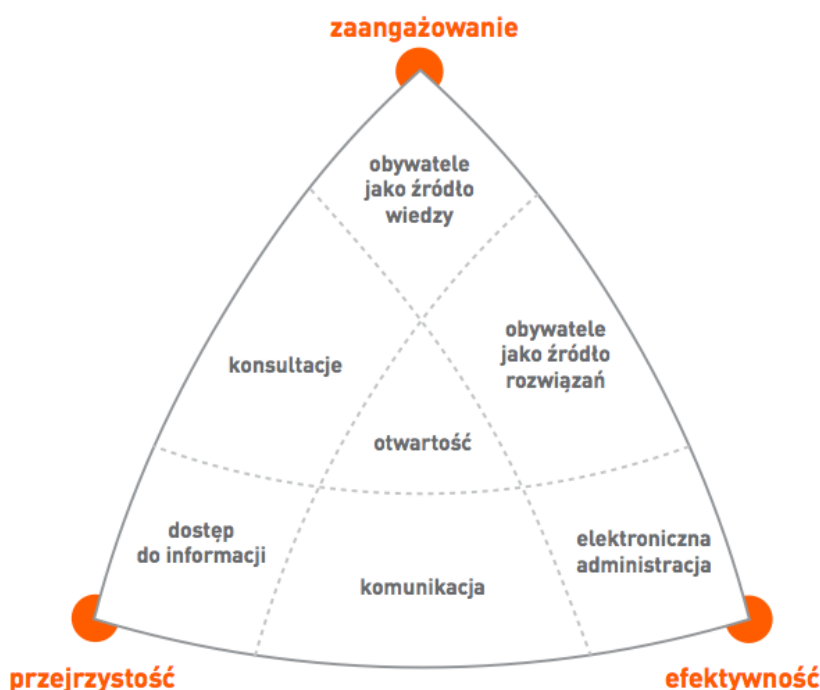 zaangażowanie
obywatele
jako źródło
wiedzy
konsultacje
obywatele
jako źródło
rozwiązań
otwartość
dostęp
do informacji
komunikacja
elektroniczna
administracja
przejrzystość
efektywność